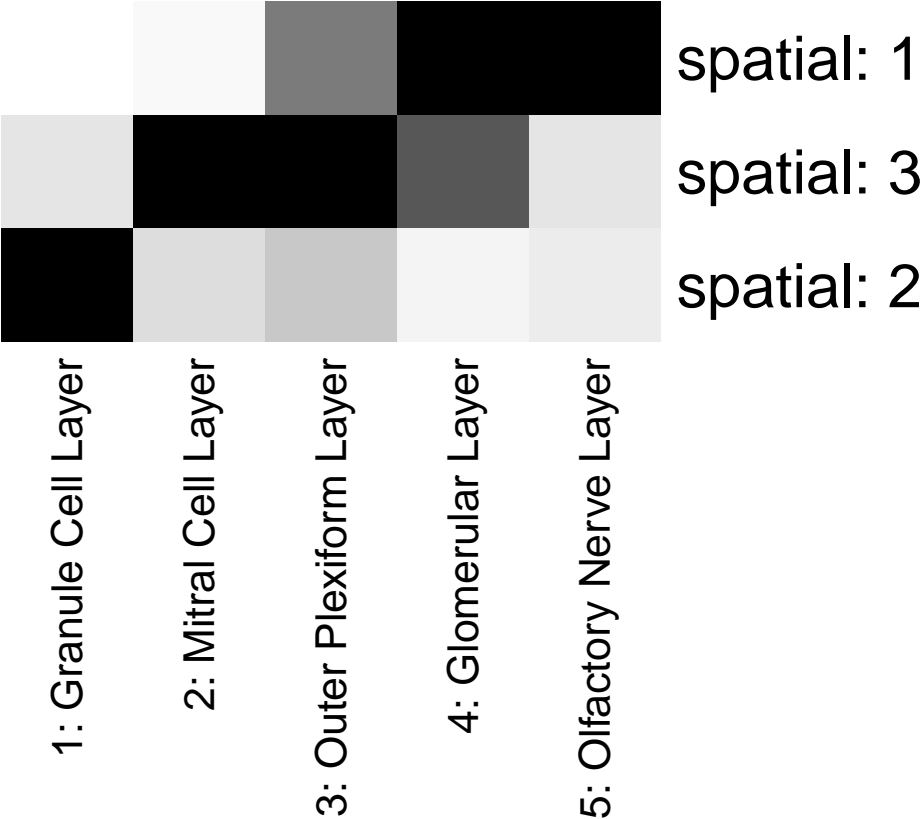 spatial: 1
spatial: 3
spatial: 2
1: Granule Cell Layer
2: Mitral Cell Layer
3: Outer Plexiform Layer
4: Glomerular Layer
5: Olfactory Nerve Layer